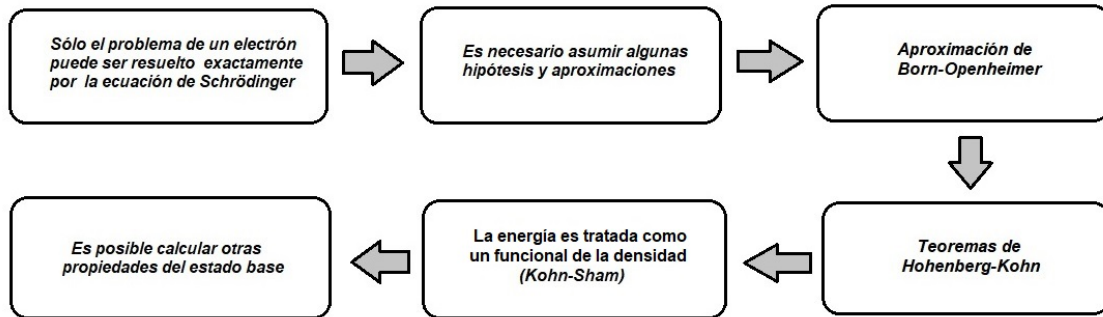 Sólo el problema de un electrón
puede ser resuelto exactamente
por la ecuación de Schrödinger
Es necesario asumir algunas
hipótesis y aproximaciones
Aproximación de
Born-Openheimer
Teoremas de
Hohenberg-Kohn
La energía es tratada como
un funcional de la densidad
(Kohn-Sham)
Es posible calcular otras
propiedades del estado base